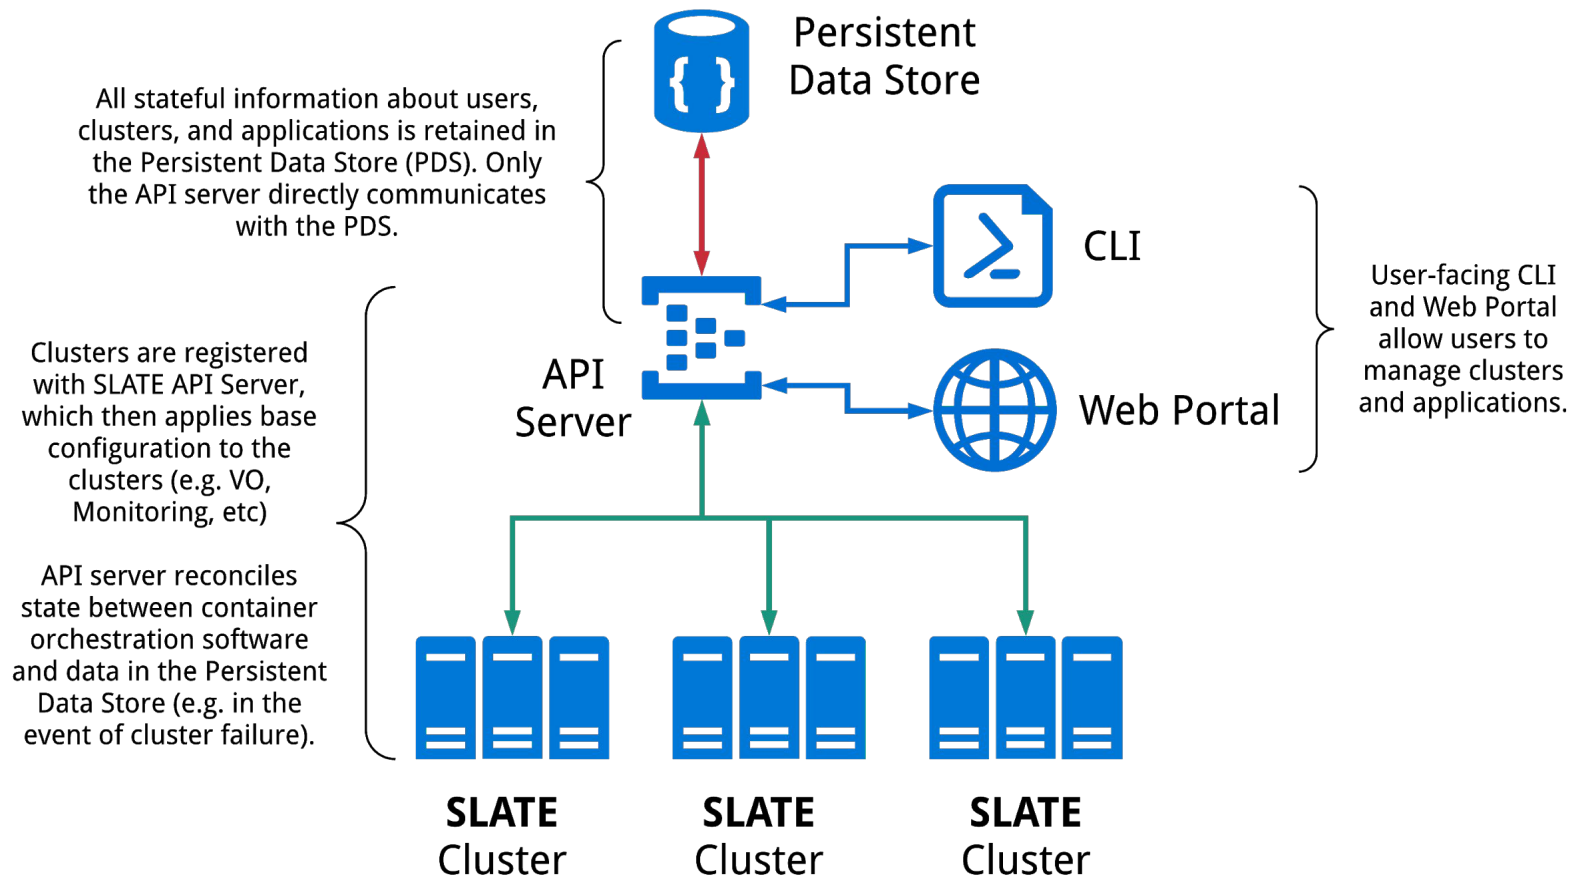 Persistent
Data Store
All stateful information about users,
clusters, and applications is retained in
the Persistent Data Store (PDS). Only
the API server directly communicates
with the PDS.
CLI
User-facing CLI
and Web Portal
allow users to
manage clusters
and applications.
API
Server
Web Portal
Clusters are registered
with SLATE API Server,
which then applies base
configuration to the
clusters (e.g. VO,
Monitoring, etc)
API server reconciles
state between container
orchestration software
and data in the Persistent
Data Store (e.g. in the
event of cluster failure).
SLATE
Cluster
SLATE
Cluster
SLATE
Cluster